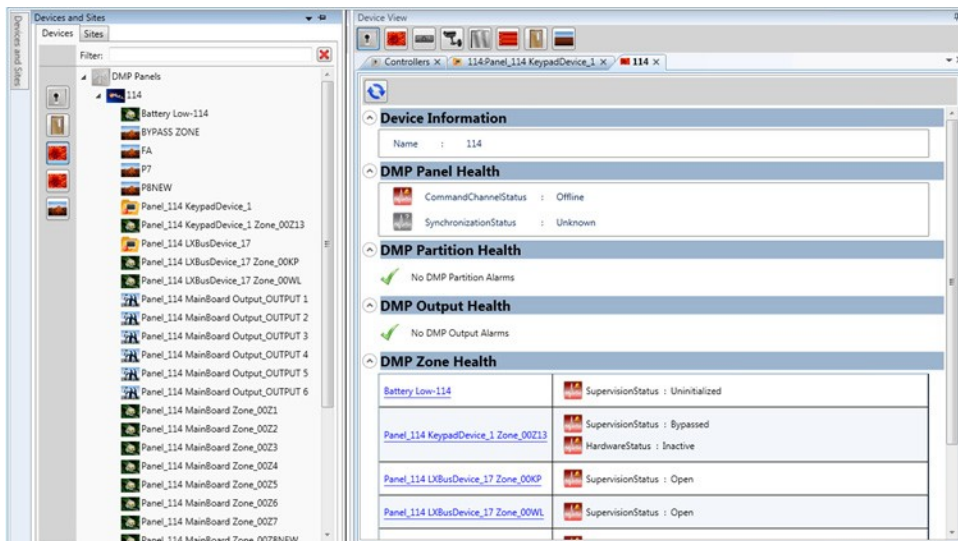 Devices and Sites
Devices and Sites
Devices Sites
Filter:
DMP Panels
114
Battery Low-114
BYPASS ZONE
FA
P7
P8NEW
Panel_114 KeypadDevice_1
Panel_114 KeypadDevice_1 Zone_00Z13
Panel_114 LXBusDevice_17
Panel_114 LXBusDevice_17 Zone_00KP
Panel_114 LXBusDevice_17 Zone_00WL
Panel_114 MainBoard Output_OUTPUT 1
Panel_114 MainBoard Output_OUTPUT 2
Panel_114 MainBoard Output_OUTPUT 3
Panel_114 MainBoard Output_OUTPUT 4
Panel_114 MainBoard Output_OUTPUT 5
Panel_114 MainBoard Output_OUTPUT 6
Panel_114 MainBoard Zone_00Z1
Panel_114 MainBoard Zone_00Z2
Panel_114 MainBoard Zone_00Z3
Panel_114 MainBoard Zone_00Z4
Panel_114 MainBoard Zone_00Z5
Panel_114 MainBoard Zone_00Z6
Panel_114 MainBoard Zone_00Z7
Panel_114 MainBoard Zone_00Z8NEW
Device View
Controllers X 114:Panel_114 KeypadDevice_1 X 114 X
Device Information
Name : 114
DMP Panel Health
CommandChannelStatus : Offline
SynchronizationStatus : Unknown
DMP Partition Health
No DMP Partition Alarms
DMP Output Health
No DMP Output Alarms
DMP Zone Health
Battery Low-114 SupervisionStatus : Uninitialized
Panel_114 KeypadDevice_1 Zone_00Z13 SupervisionStatus : Bypassed
HardwareStatus : Inactive
Panel_114 LXBusDevice_17 Zone_00KP SupervisionStatus : Open
Panel_114 LXBusDevice_17 Zone_00WL SupervisionStatus : Open